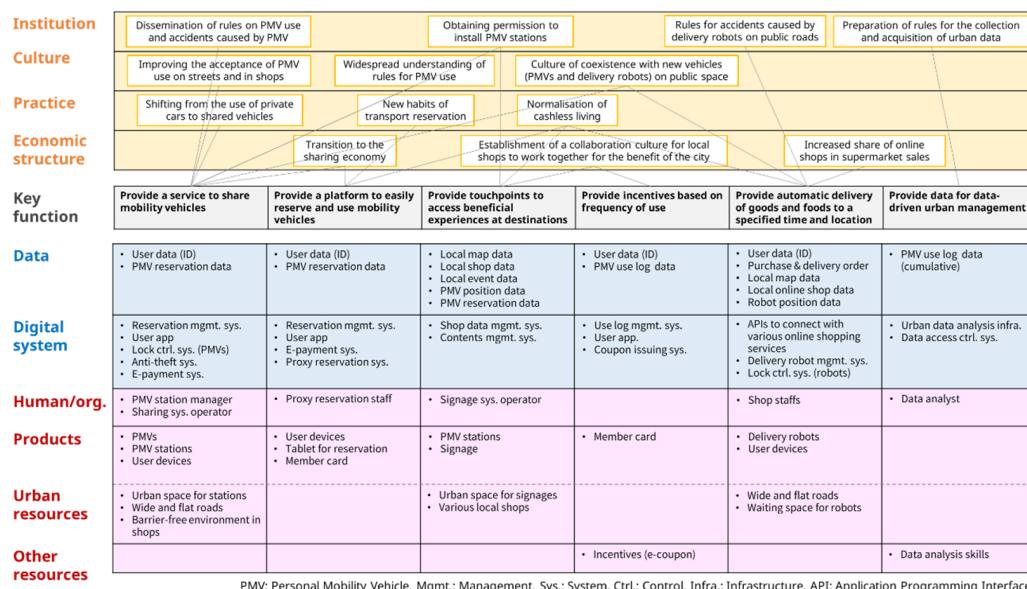 Institution
Dissemination of rules on PMV use
and accidents caused by PMV
Obtaining permission to
install PMV stations
Rules for accidents caused by
delivery robots on public roads
Preparation of rules for the collection
and acquisition of urban data
Culture
Improving the acceptance of PMV
use on streets and in shops
Widespread understanding of
rules for PMV use
Culture of coexistence with new vehicles
(PMVs and delivery robots) on public space
Practice
Shifting from the use of private
cars to shared vehicles
New habits of
transport reservation
Normalisation of
cashless living
Economic
structure
Transition to the
sharing economy
Establishment of a collaboration culture for local
shops to work together for the benefit of the city
Increased share of online
shops in supermarket sales
Key
function
Provide a service to share
mobility vehicles
Provide a platform to easily
reserve and use mobility
vehicles
Provide touchpoints to
access beneficial
experiences at destinations
Provide incentives based on
frequency of use
Provide automatic delivery
of goods and foods to a
specified time and location
Provide data for data-
driven urban management
Data
• User data (ID)
• PMV reservation data
• User data (ID)
• PMV reservation data
• Local map data
• Local shop data
• Local event data
• PMV position data
• PMV reservation data
• User data (ID)
• PMV use log data
• User data (ID)
• Purchase & delivery order
• Local map data
• Local online shop data
• Robot position data
• PMV use log data
(cumulative)
Digital
system
• Reservation mgmt. sys.
• User app
• Lock ctrl. sys. (PMVs)
• Anti-theft sys.
• E-payment sys.
• Reservation mgmt. sys.
• User app
• E-payment sys.
• Proxy reservation sys.
• Shop data mgmt. sys.
• Contents mgmt. sys.
• Use log mgmt. sys.
• User app.
• Coupon issuing sys.
• APIs to connect with
various online shopping
services
• Delivery robot mgmt. sys.
• Lock ctrl. sys. (robots)
• Urban data analysis infra.
• Data access ctrl. sys.
Human/org.
• PMV station manager
• Sharing sys. operator
• Proxy reservation staff
• Signage sys. operator
• Shop staffs
• Data analyst
Products
• PMVs
• PMV stations
• User devices
• User devices
• Tablet for reservation
• Member card
• PMV stations
• Signage
• Member card
• Delivery robots
• User devices
Urban
resources
• Urban space for stations
• Wide and flat roads
• Barrier-free environment in
shops
• Urban space for signages
• Various local shops
• Wide and flat roads
• Waiting space for robots
Other
resources
• Incentives (e-coupon)
• Data analysis skills
PMV: Personal Mobility Vehicle, Mgmt.: Management, Sys.: System, Ctrl.: Control, Infra.: Infrastructure, API: Application Programming Interface